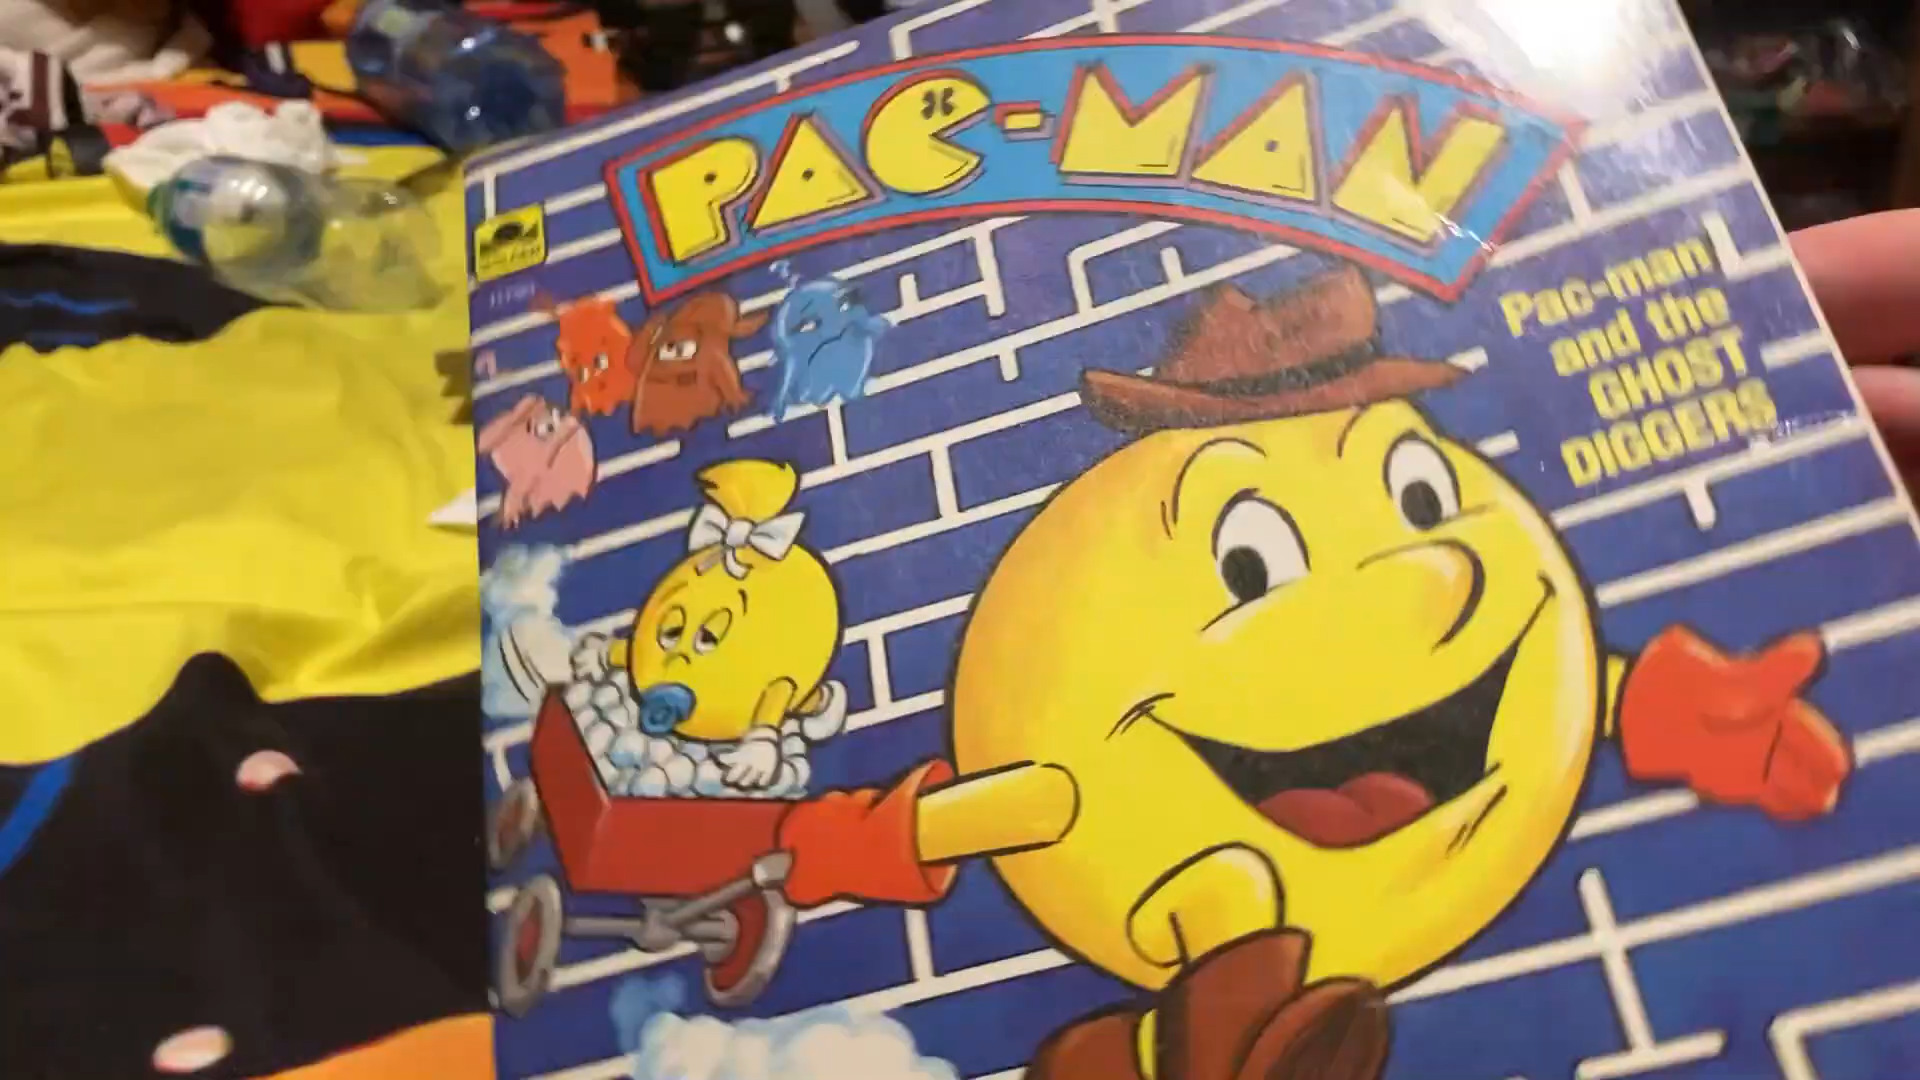 PAC-MAN
Pac-man
and the
GHOST
DIGGERS